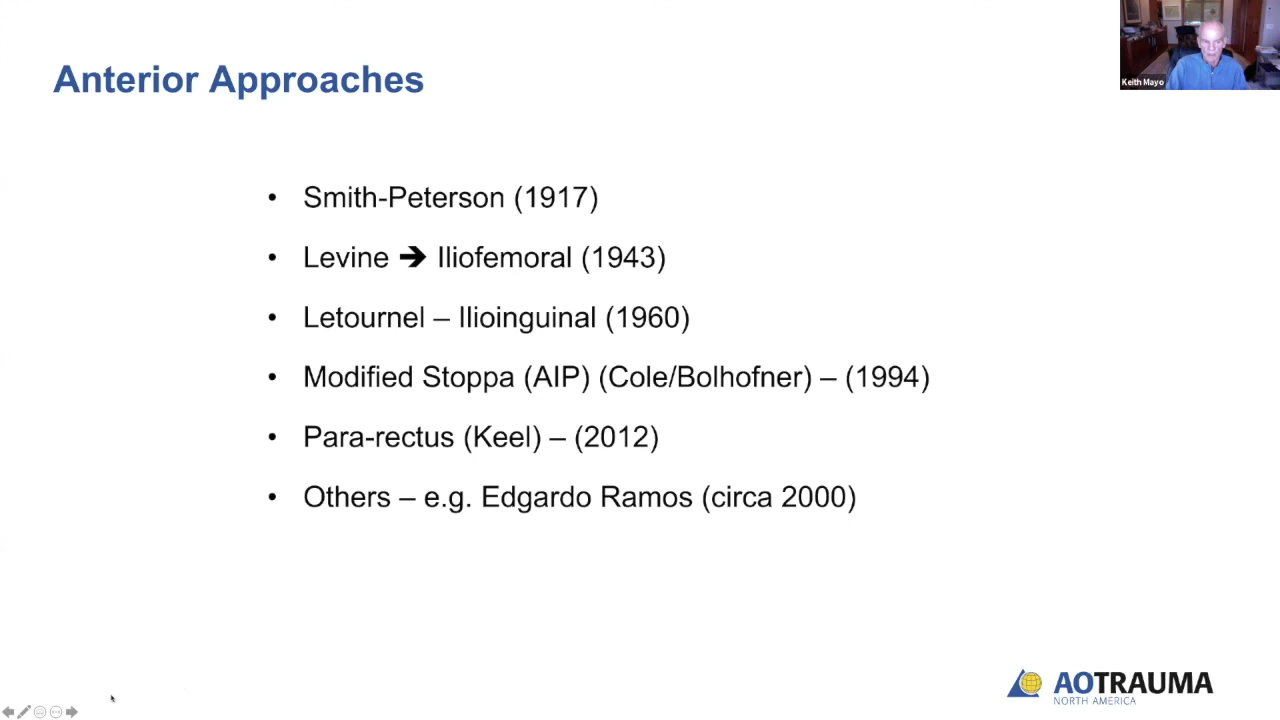 Anterior Approaches
Keith Mayo
• Smith-Peterson (1917)
• Levine ➔ Iliofemoral (1943)
• Letournel – Ilioinguinal (1960)
• Modified Stoppa (AIP) (Cole/Bolhofner) – (1994)
• Para-rectus (Keel) – (2012)
• Others – e.g. Edgardo Ramos (circa 2000)
AOTRAUMA
NORTH AMERICA